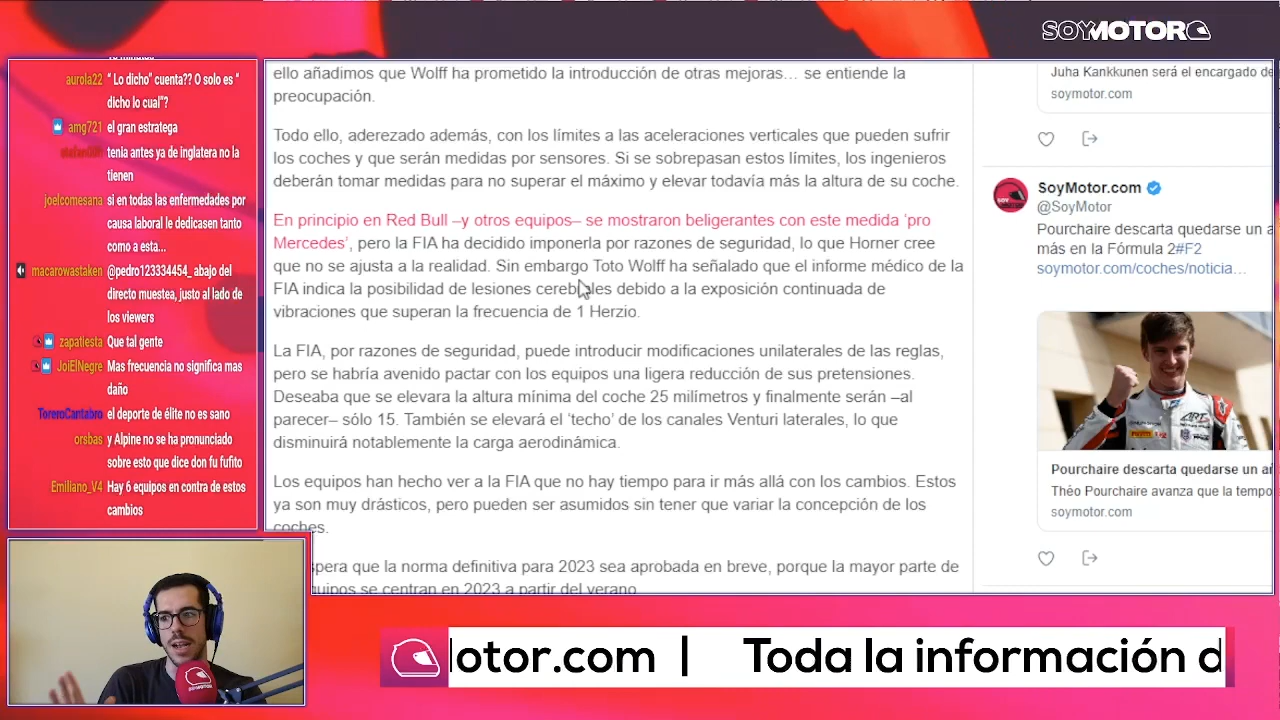 SOYMOTOR
aurola22 " Lo dicho" cuenta?? O solo es "
dicho lo cual"?
amg721 el gran estratega
tenia antes ya de inglatera no la
tienen
joelcomesana si en todas las enfermedades por
causa laboral le dedicasen tanto
como a esta...
macarowastaken @pedro123334454_ abajo del
directo muestea, justo al lado de
los viewers
zapatiesta Que tal gente
JoiElNegre Mas frecuencia no significa mas
daño
ToreroCantabro el deporte de élite no es sano
orsbas y Alpine no se ha pronunciado
sobre esto que dice don fu fufito
Emiliano_V4 Hay 6 equipos en contra de estos
cambios
ello añadimos que Wolff ha prometido la introducción de otras mejoras… se entiende la
preocupación.
Todo ello, aderezado además, con los límites a las aceleraciones verticales que pueden sufrir
los coches y que serán medidas por sensores. Si se sobrepasan estos límites, los ingenieros
deberán tomar medidas para no superar el máximo y elevar todavía más la altura de su coche.
En principio en Red Bull –y otros equipos– se mostraron beligerantes con este medida 'pro
Mercedes', pero la FIA ha decidido imponerla por razones de seguridad, lo que Horner cree
que no se ajusta a la realidad. Sin embargo Toto Wolff ha señalado que el informe médico de la
FIA indica la posibilidad de lesiones cerebrales debido a la exposición continuada de
vibraciones que superan la frecuencia de 1 Herzio.
La FIA, por razones de seguridad, puede introducir modificaciones unilaterales de las reglas,
pero se habría avenido pactar con los equipos una ligera reducción de sus pretensiones.
Deseaba que se elevara la altura mínima del coche 25 milímetros y finalmente serán –al
parecer– sólo 15. También se elevará el 'techo' de los canales Venturi laterales, lo que
disminuirá notablemente la carga aerodinámica.
Los equipos han hecho ver a la FIA que no hay tiempo para ir más allá con los cambios. Estos
ya son muy drásticos, pero pueden ser asumidos sin tener que variar la concepción de los
coches.
spera que la norma definitiva para 2023 sea aprobada en breve, porque la mayor parte de
quipos se centran en 2023 a partir del verano
Juha Kankkunen será el encargado de
soymotor.com
SoyMotor.com
@SoyMotor
Pourchaire descarta quedarse un a
más en la Fórmula 2#F2
soymotor.com/coches/noticia…
ART
Pourchaire descarta quedarse un añ
Théo Pourchaire avanza que la tempo
soymotor.com
SOYMOTOR
lotor.com | Toda la información d